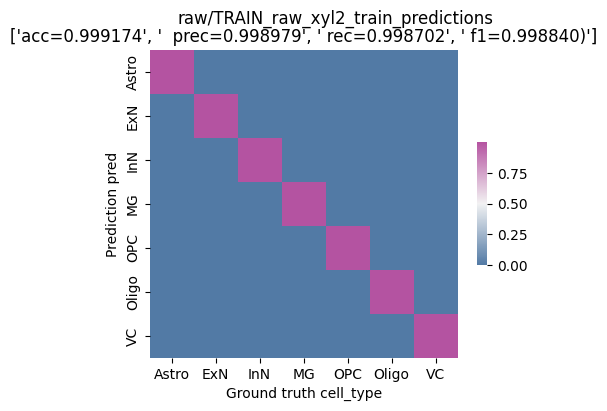 raw/TRAIN_raw_xyl2_train_predictions
['acc=0.999174', '  prec=0.998979', ' rec=0.998702', ' f1=0.998840)']
Prediction pred
Astro
ExN
InN
MG
OPC
Oligo
VC
0.75
0.50
0.25
0.00
Astro ExN InN MG OPC Oligo VC
Ground truth cell_type